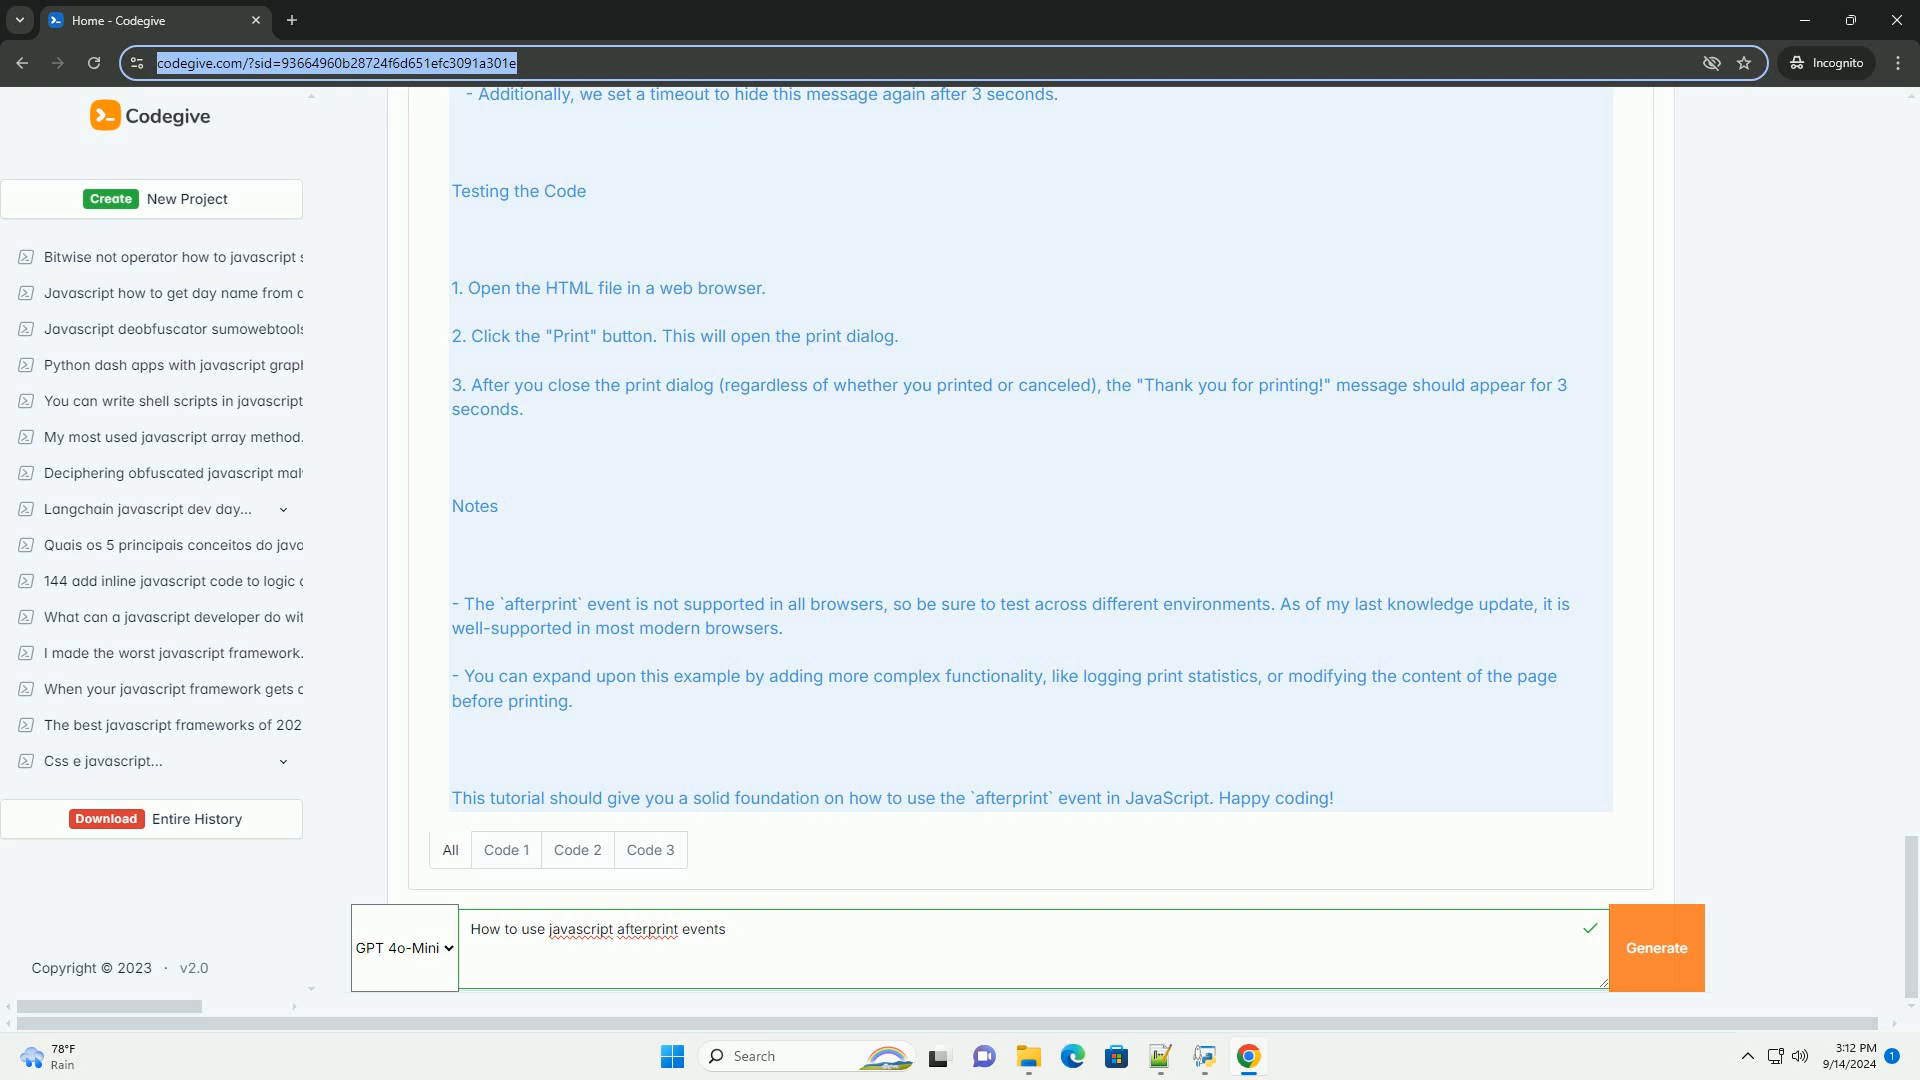 Home - Codegive
codegive.com/?sid=93664960b28724f6d651efc3091a301e
Incognito
Codegive
Create New Project
Bitwise not operator how to javascript s
Javascript how to get day name from d
Javascript deobfuscator sumowebtools
Python dash apps with javascript graph
You can write shell scripts in javascript
My most used javascript array method.
Deciphering obfuscated javascript mal
Langchain javascript dev day...
Quais os 5 principais conceitos do java
144 add inline javascript code to logic
What can a javascript developer do wit
I made the worst javascript framework.
When your javascript framework gets
The best javascript frameworks of 202
Css e javascript...
Download Entire History
Copyright © 2023 · v2.0
- Additionally, we set a timeout to hide this message again after 3 seconds.
Testing the Code
1. Open the HTML file in a web browser.
2. Click the "Print" button. This will open the print dialog.
3. After you close the print dialog (regardless of whether you printed or canceled), the "Thank you for printing!" message should appear for 3
seconds.
Notes
- The `afterprint` event is not supported in all browsers, so be sure to test across different environments. As of my last knowledge update, it is
well-supported in most modern browsers.
- You can expand upon this example by adding more complex functionality, like logging print statistics, or modifying the content of the page
before printing.
This tutorial should give you a solid foundation on how to use the `afterprint` event in JavaScript. Happy coding!
All Code 1 Code 2 Code 3
GPT 4o-Mini
How to use javascript afterprint events
Generate
78°F
Rain
Search
3:12 PM
9/14/2024
1